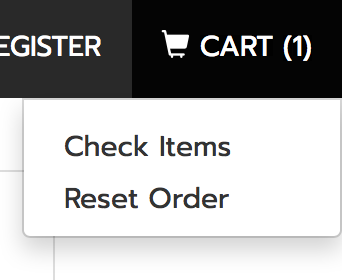 EGISTER CART (1)
Check Items
Reset Order